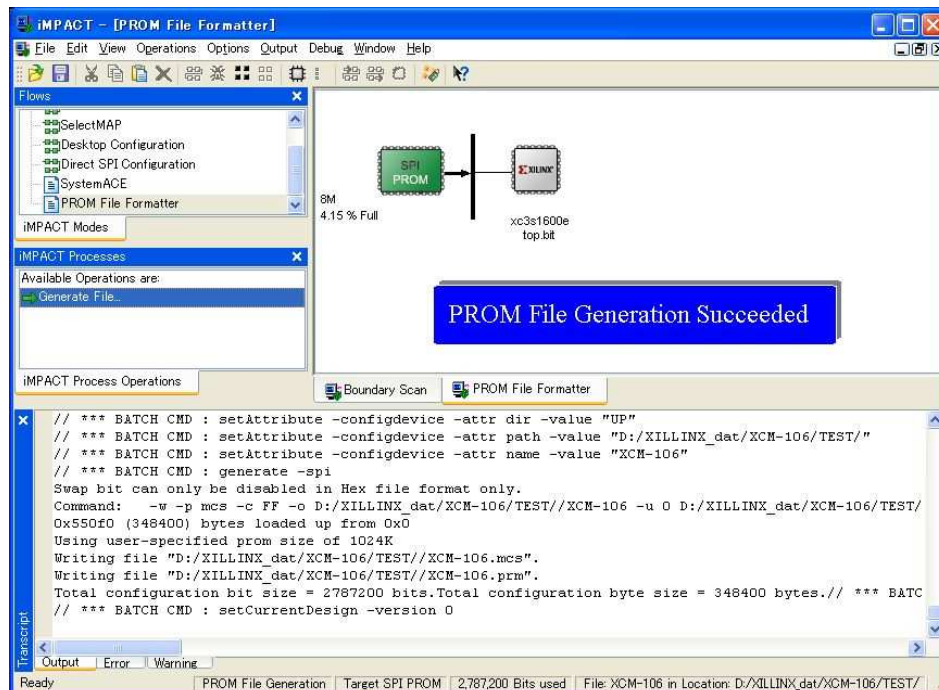 iMPACT - [PROM File Formatter]
File Edit View Operations Options Output Debug Window Help
Flows
SelectMAP
Desktop Configuration
Direct SPI Configuration
SystemACE
PROM File Formatter
iMPACT Modes
iMPACT Processes
Available Operations are:
Generate File...
iMPACT Process Operations
SPI
PROM
8M
4.15 % Full
XILINX
xc3s1600e
top.bit
PROM File Generation Succeeded
Boundary Scan
PROM File Formatter
// *** BATCH CMD : setAttribute -configdevice -attr dir -value "UP"
// *** BATCH CMD : setAttribute -configdevice -attr path -value "D:/XILLINX_dat/XCM-106/TEST/"
// *** BATCH CMD : setAttribute -configdevice -attr name -value "XCM-106"
// *** BATCH CMD : generate -spi
Swap bit can only be disabled in Hex file format only.
Command: -w -p mcs -c FF -o D:/XILLINX_dat/XCM-106/TEST//XCM-106 -u 0 D:/XILLINX_dat/XCM-106/TEST/
0x550f0 (348400) bytes loaded up from 0x0
Using user-specified prom size of 1024K
Writing file "D:/XILLINX_dat/XCM-106/TEST//XCM-106.mcs".
Writing file "D:/XILLINX_dat/XCM-106/TEST//XCM-106.prm".
Total configuration bit size = 2787200 bits.Total configuration byte size = 348400 bytes.// *** BATC
// *** BATCH CMD : setCurrentDesign -version 0
Transcript
Output Error Warning
Ready PROM File Generation Target SPI PROM 2,787,200 Bits used File: XCM-106 in Location: D:/XILLINX_dat/XCM-106/TEST/